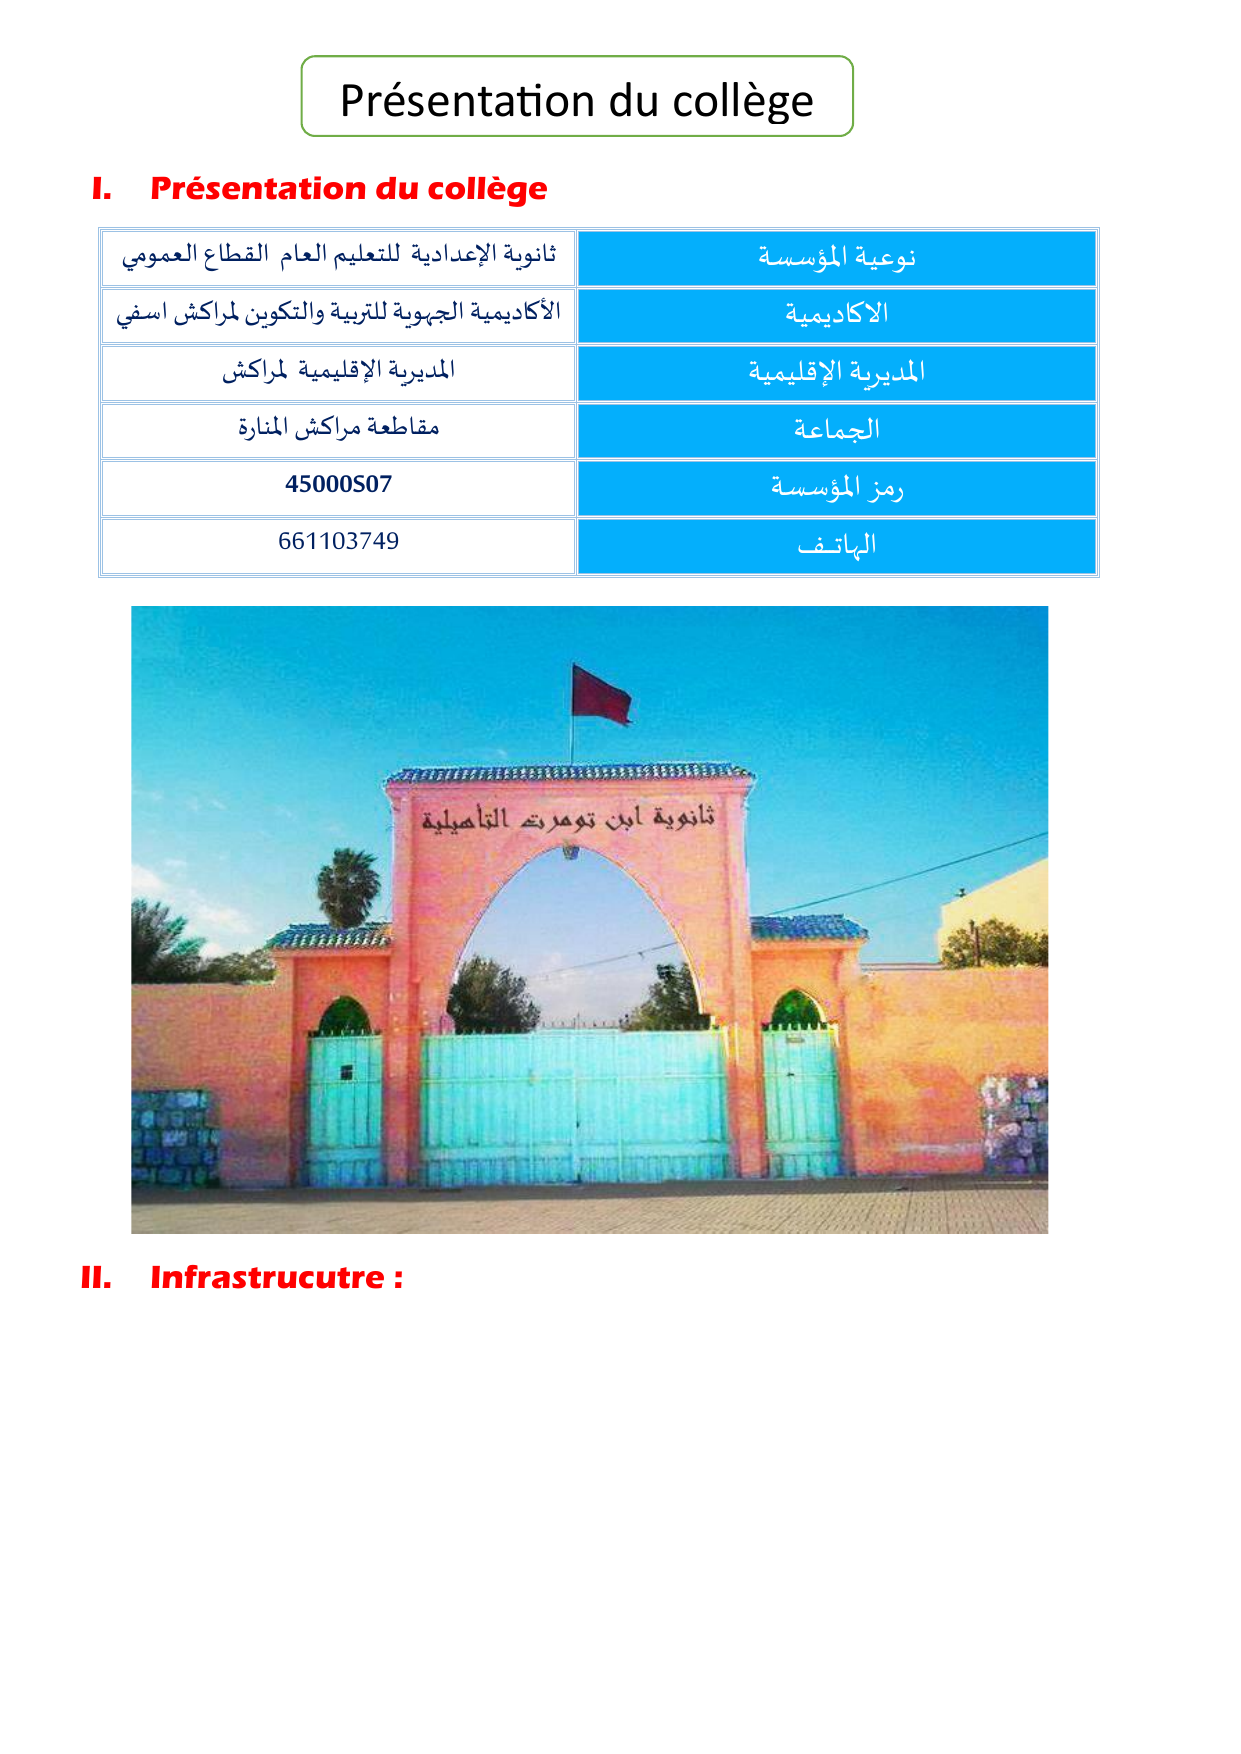 Présentation du collège
I. Présentation du collège
نوعية المؤسسة ثانوية الإعدادية للتعليم العام القطاع العمومي
الاكاديمية الأكاديمية الجهوية للتربية والتكوين لمراكش اسفي
المديرية الإقليمية المديرية الإقليمية لمراكش
الجماعة مقاطعة مراكش المنارة
رمز المؤسسة 45000S07
الهاتف 661103749
ثانوية ابن تومرت التأهيلية
II. Infrastrucutre :